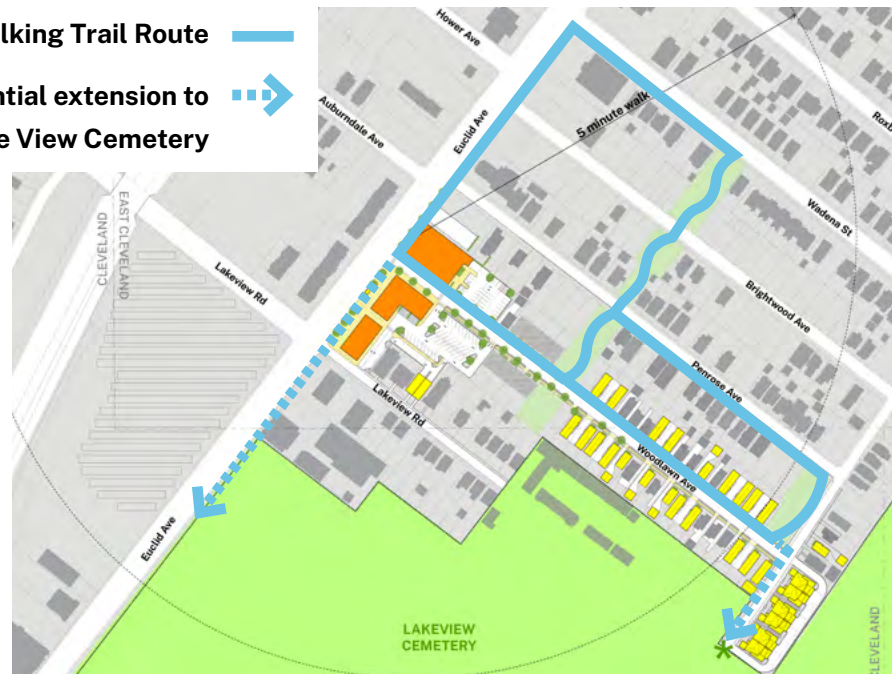 lking Trail Route
ntial extension to
e View Cemetery
Hower Ave
Auburndale Ave
Euclid Ave
5 minute walk
Wadena St
Brightwood Ave
EAST CLEVELAND
CLEVELAND
Lakeview Rd
Penrose Ave
Lakeview Rd
Woodlawn Ave
Euclid Ave
LAKEVIEW
CEMETERY
CLEVELAND